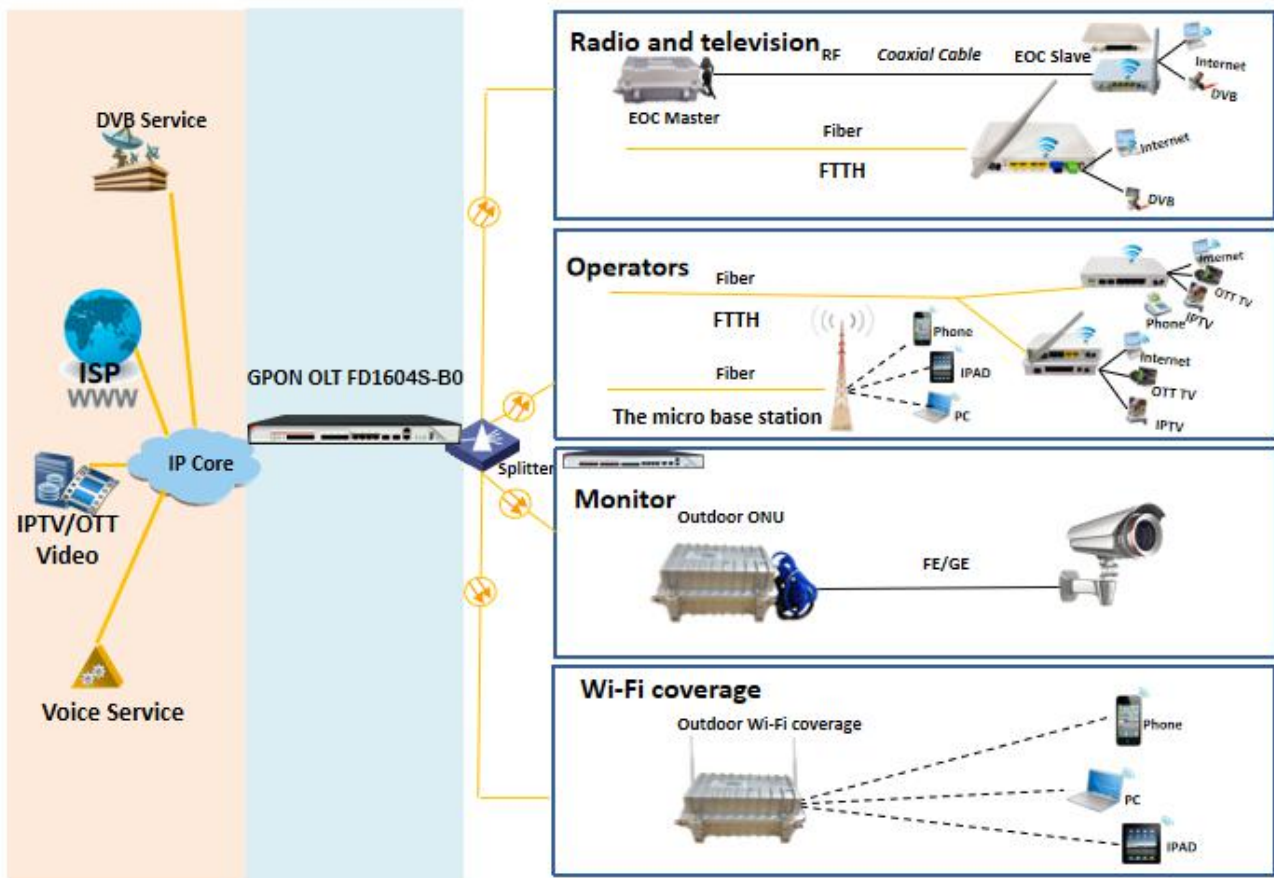 DVB Service
ISP
WWW
IP Core
IPTV/OTT
Video
Voice Service
GPON OLT FD1604S-B0
Splitter
Radio and television
RF
Coaxial Cable
EOC Slave
Internet
DVB
EOC Master
Fiber
FTTH
Internet
DVB
Operators
Fiber
FTTH
Internet
OTT TV
IPTV
Phone
Phone
IPAD
PC
Internet
OTT TV
IPTV
Fiber
The micro base station
Monitor
Outdoor ONU
FE/GE
Wi-Fi coverage
Outdoor Wi-Fi coverage
Phone
PC
IPAD